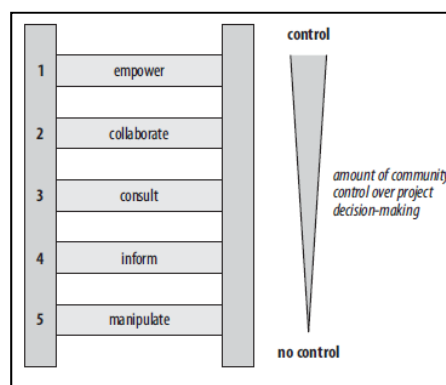 control
1 empower
2 collaborate
3 consult
amount of community
control over project
decision-making
4 inform
5 manipulate
no control